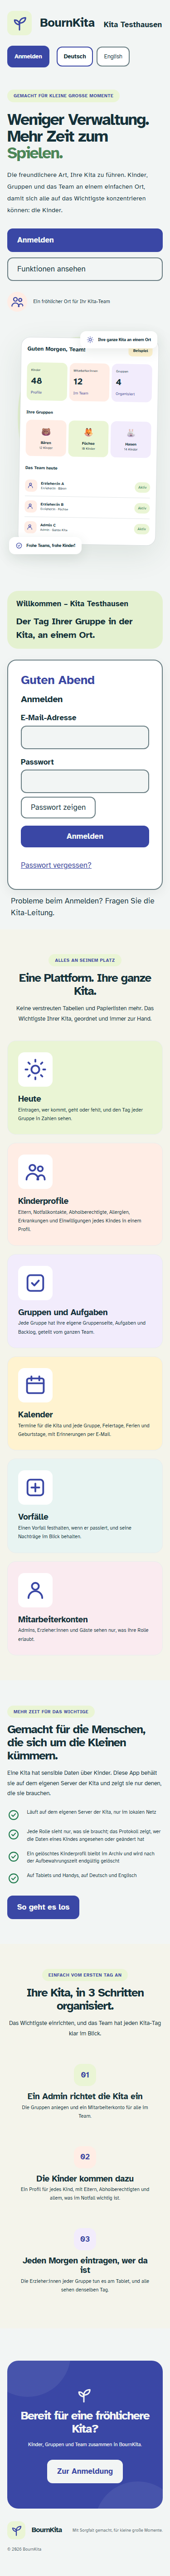 BournKita
Kita Testhausen
Anmelden
Deutsch
English
GEMACHT FÜR KLEINE GROSSE MOMENTE
Weniger Verwaltung.
Mehr Zeit zum
Spielen.
Die freundlichere Art, Ihre Kita zu führen. Kinder,
Gruppen und das Team an einem einfachen Ort,
damit sich alle auf das Wichtigste konzentrieren
können: die Kinder.
Anmelden
Funktionen ansehen
Ein fröhlicher Ort für Ihr Kita-Team
Ihre ganze Kita an einem Ort
Guten Morgen, Team!
Beispiel
Kinder
48
Profile
Mitarbeiter:innen
12
Im Team
Gruppen
4
Organisiert
Ihre Gruppen
Bären
Füchse
Hasen
Das Team heute
Erzieher:in A
Aktiv
Erzieher:in B
Aktiv
Admin C
Aktiv
Frohe Teams, frohe Kinder!
Willkommen – Kita Testhausen
Der Tag Ihrer Gruppe in der
Kita, an einem Ort.
Guten Abend
Anmelden
E-Mail-Adresse
Passwort
Passwort zeigen
Anmelden
Passwort vergessen?
Probleme beim Anmelden? Fragen Sie die
Kita-Leitung.
ALLES AN SEINEM PLATZ
Eine Plattform. Ihre ganze
Kita.
Keine verstreuten Tabellen und Papierlisten mehr. Das
Wichtigste Ihrer Kita, geordnet und immer zur Hand.
Heute
Eintragen, wer kommt, geht oder fehlt, und den Tag jeder
Gruppe in Zahlen sehen.
Kinderprofile
Eltern, Notfallkontakte, Abholberechtigte, Allergien,
Erkrankungen und Einwilligungen jedes Kindes in einem
Profil.
Gruppen und Aufgaben
Jede Gruppe hat ihre eigene Gruppenseite, Aufgaben und
Backlog, geteilt vom ganzen Team.
Kalender
Termine für die Kita und jede Gruppe, Feiertage, Ferien und
Geburtstage, mit Erinnerungen per E-Mail.
Vorfälle
Einen Vorfall festhalten, wenn er passiert, und seine
Nachträge im Blick behalten.
Mitarbeiterkonten
Admins, Erzieher:innen und Gäste sehen nur, was ihre Rolle
erlaubt.
MEHR ZEIT FÜR DAS WICHTIGE
Gemacht für die Menschen,
die sich um die Kleinen
kümmern.
Eine Kita hat sensible Daten über Kinder. Diese App behält
sie auf dem eigenen Server der Kita und zeigt sie nur denen,
die sie brauchen.
Läuft auf dem eigenen Server der Kita, nur im lokalen Netz
Jede Rolle sieht nur, was sie braucht; das Protokoll zeigt, wer
die Daten eines Kindes angesehen oder geändert hat
Ein gelöschtes Kinderprofil bleibt im Archiv und wird nach
der Aufbewahrungszeit endgültig gelöscht
Auf Tablets und Handys, auf Deutsch und Englisch
So geht es los
EINFACH VOM ERSTEN TAG AN
Ihre Kita, in 3 Schritten
organisiert.
Das Wichtigste einrichten, und das Team hat jeden Kita-Tag
klar im Blick.
01
Ein Admin richtet die Kita ein
Die Gruppen anlegen und ein Mitarbeiterkonto für alle im
Team.
02
Die Kinder kommen dazu
Ein Profil für jedes Kind, mit Eltern, Abholberechtigten und
allem, was im Notfall wichtig ist.
03
Jeden Morgen eintragen, wer da
ist
Die Erzieher:innen jeder Gruppe tun es am Tablet, und alle
sehen denselben Tag.
Bereit für eine fröhlichere
Kita?
Kinder, Gruppen und Team zusammen in BournKita.
Zur Anmeldung
BournKita
Mit Sorgfalt gemacht, für kleine große Momente.
© 2026 BournKita